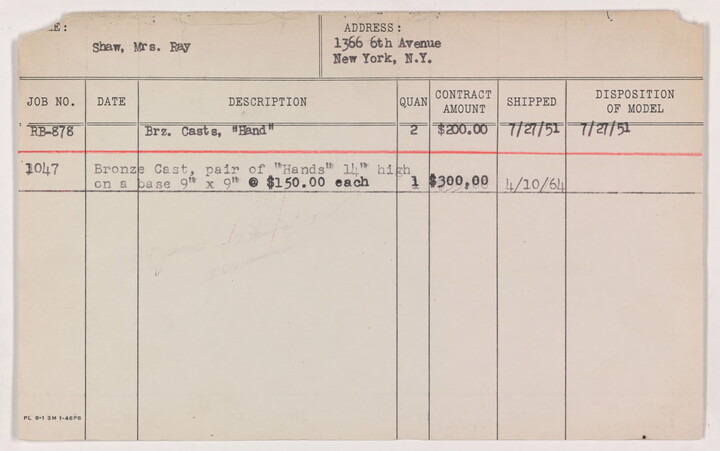 E:
Shaw, Mrs. Ray
ADDRESS:
1366 6th Avenue
New York, N.Y.
JOB NO. DATE DESCRIPTION QUAN CONTRACT AMOUNT SHIPPED DISPOSITION OF MODEL
RB-878 Brz. Casts, "Hand" 2 $200.00 7/27/51 7/27/51
1047 Bronze Cast, pair of "Hands" 14" high
on a base 9" x 9" @ $150.00 each 1 $300,00 4/10/64
PL 6-1 3M 1-46PB